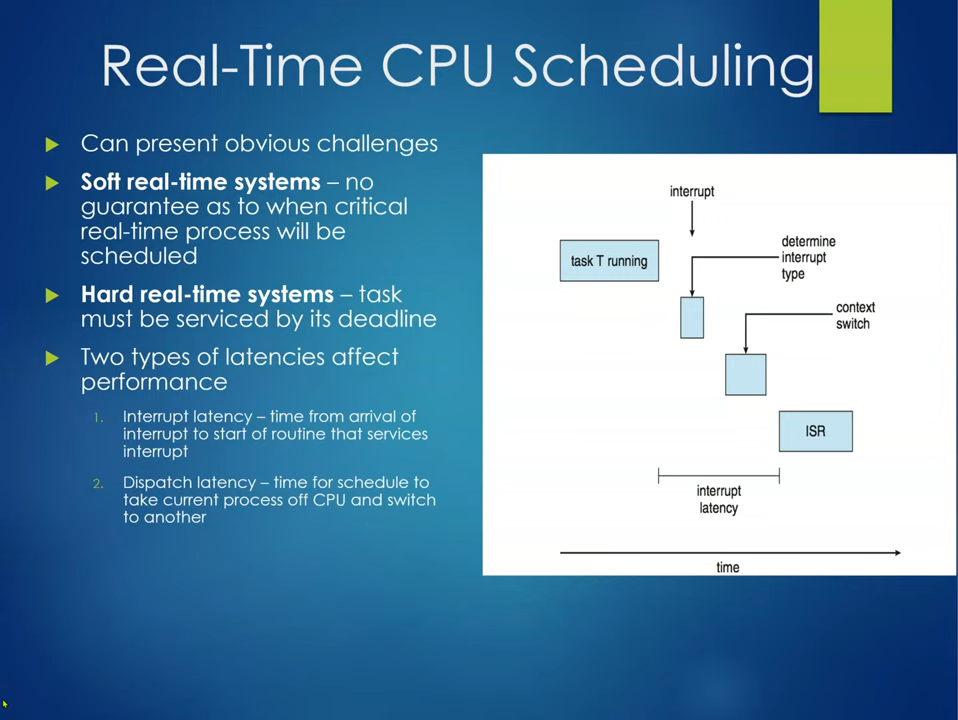 Real-Time CPU Scheduling
Can present obvious challenges
Soft real-time systems – no
guarantee as to when critical
real-time process will be
scheduled
Hard real-time systems – task
must be serviced by its deadline
Two types of latencies affect
performance
1. Interrupt latency – time from arrival of
interrupt to start of routine that services
interrupt
2. Dispatch latency – time for schedule to
take current process off CPU and switch
to another
interrupt
task T running
determine
interrupt
type
context
switch
ISR
interrupt
latency
time